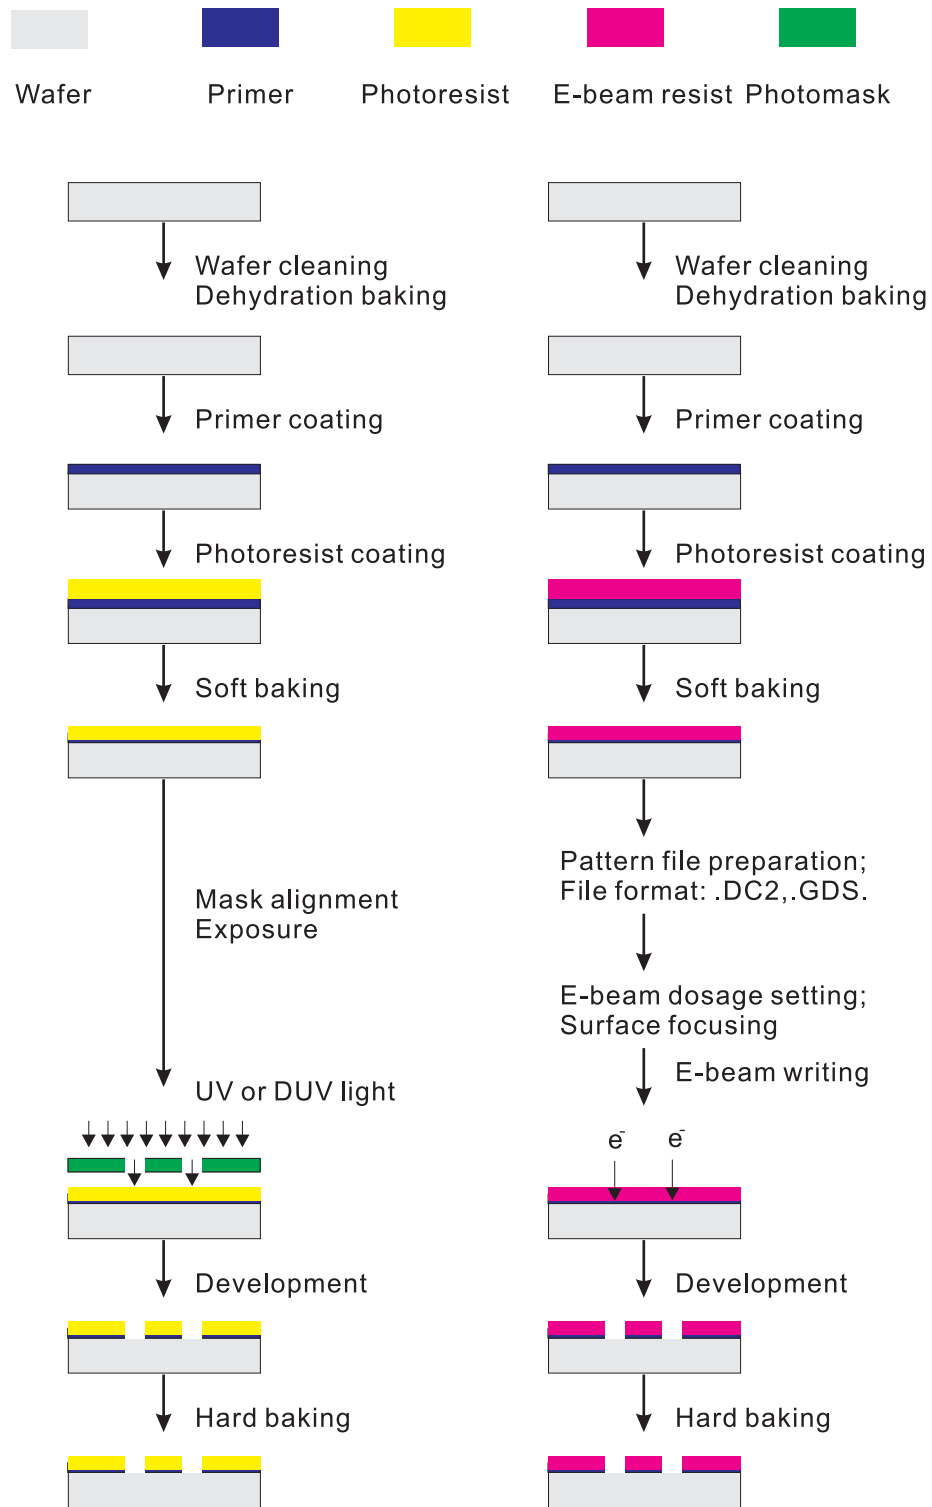 Wafer Primer Photoresist E-beam resist Photomask
Wafer cleaning
Dehydration baking
Primer coating
Photoresist coating
Soft baking
Mask alignment
Exposure
UV or DUV light
Development
Hard baking
Wafer cleaning
Dehydration baking
Primer coating
Photoresist coating
Soft baking
Pattern file preparation;
File format: .DC2,.GDS.
E-beam dosage setting;
Surface focusing
E-beam writing
e⁻ e⁻
Development
Hard baking